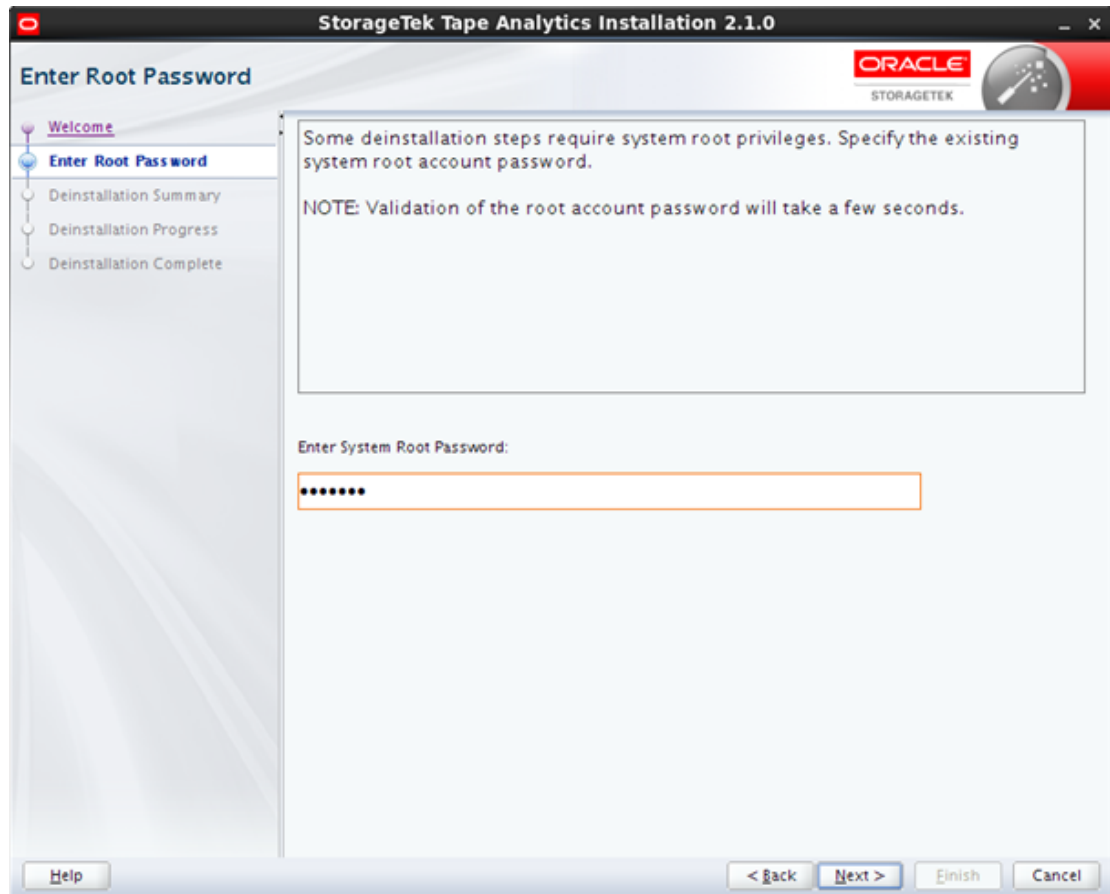 StorageTek Tape Analytics Installation 2.1.0
Enter Root Password
ORACLE
STORAGETEK
Welcome
Enter Root Password
Deinstallation Summary
Deinstallation Progress
Deinstallation Complete
Some deinstallation steps require system root privileges. Specify the existing
system root account password.
NOTE: Validation of the root account password will take a few seconds.
Enter System Root Password:
•••••••
Help
< Back
Next >
Finish
Cancel